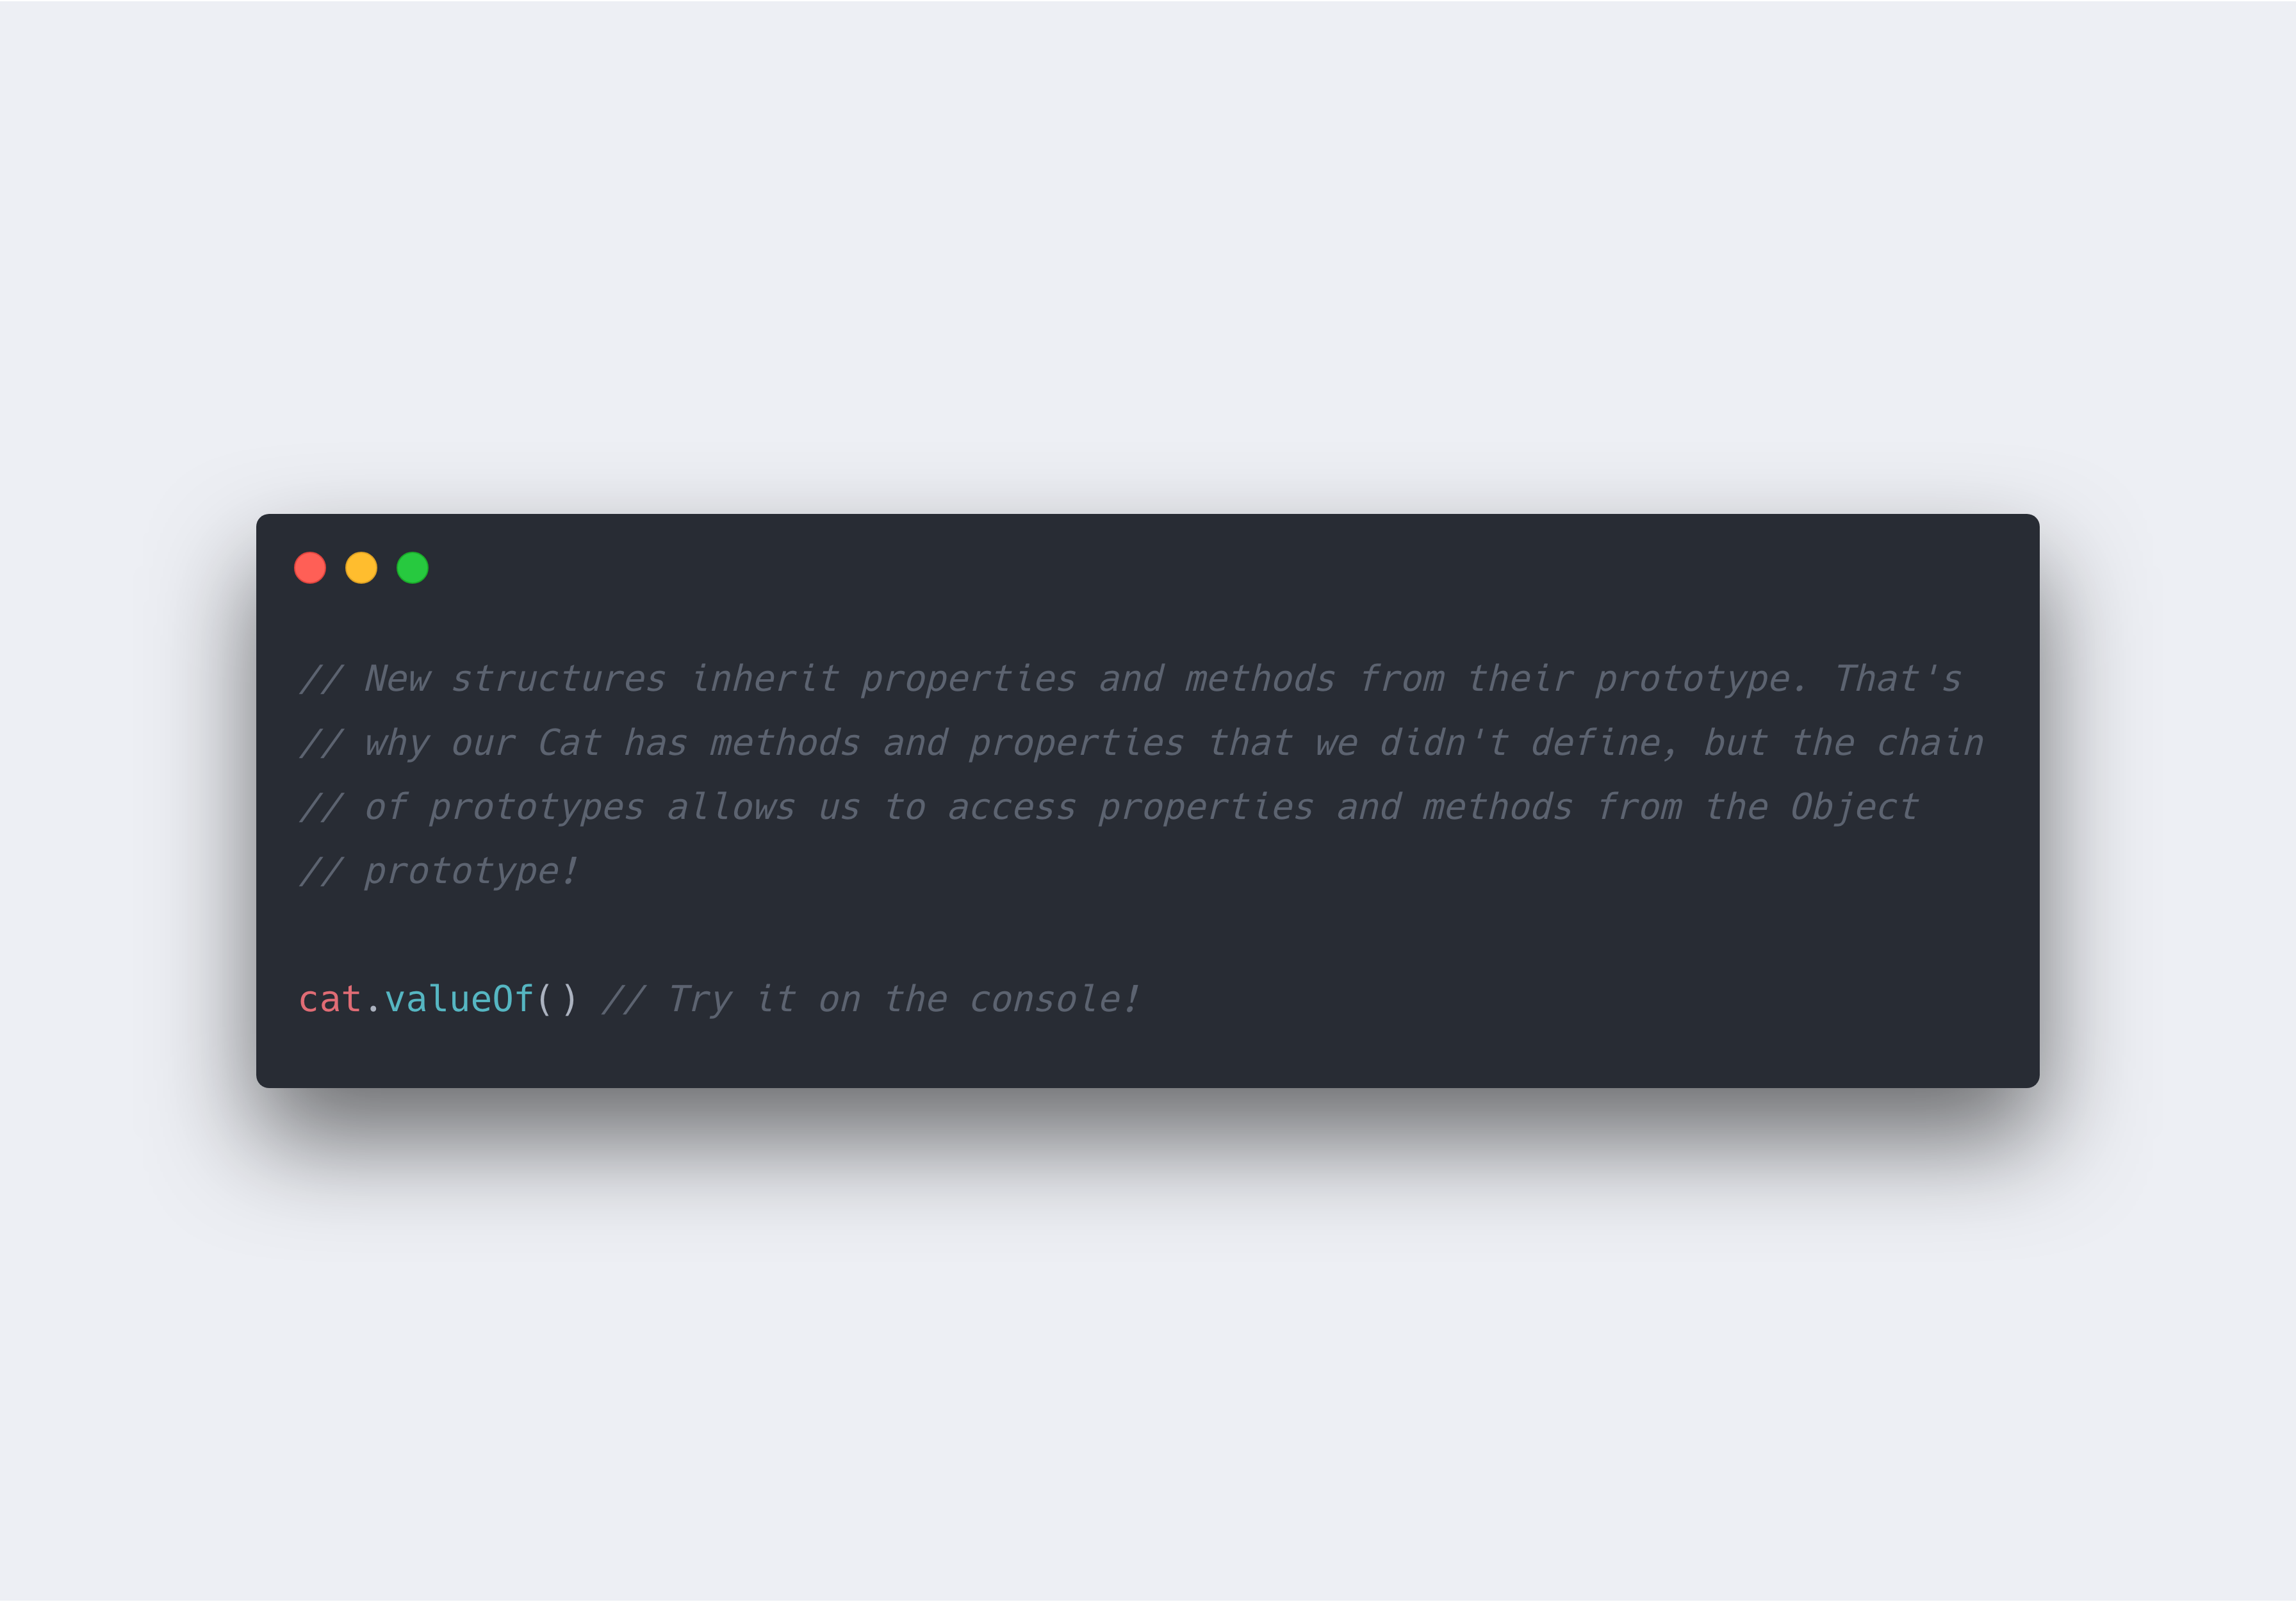 // New structures inherit properties and methods from their prototype. That's
// why our Cat has methods and properties that we didn't define, but the chain
// of prototypes allows us to access properties and methods from the Object
// prototype!
cat.valueOf() // Try it on the console!